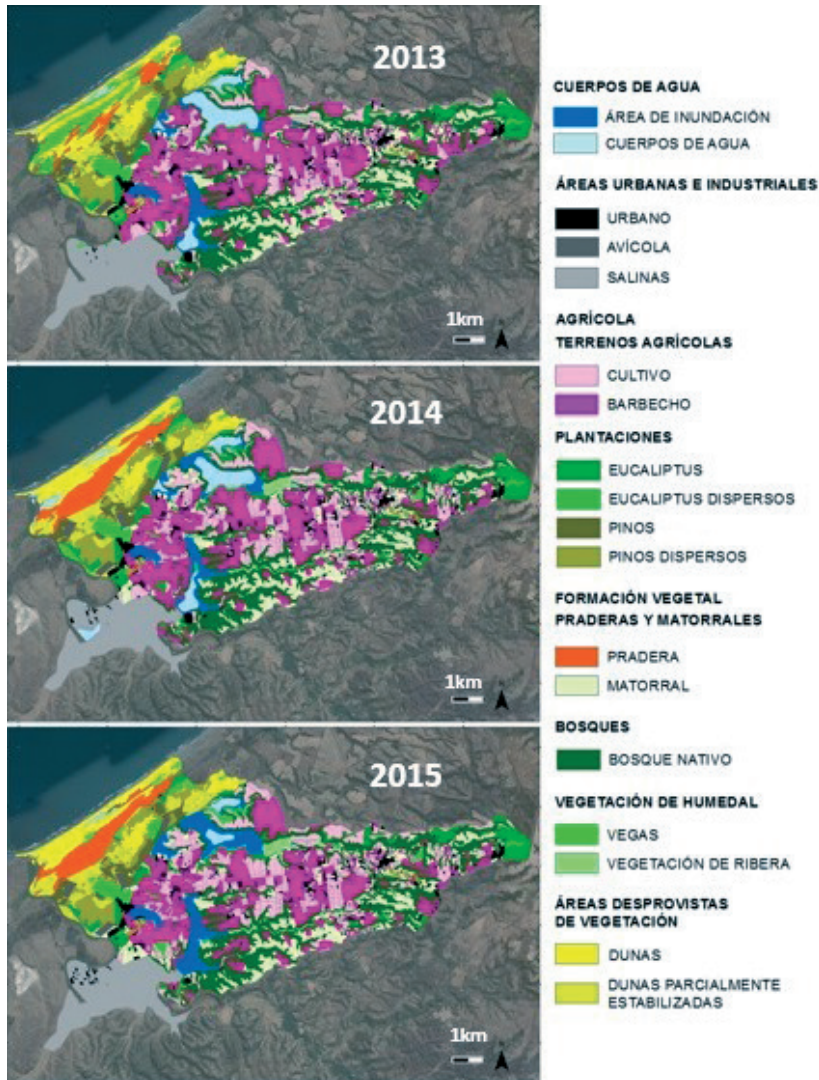 2013
1km
2014
1km
2015
1km
CUERPOS DE AGUA
ÁREA DE INUNDACIÓN
CUERPOS DE AGUA
ÁREAS URBANAS E INDUSTRIALES
URBANO
AVÍCOLA
SALINAS
AGRÍCOLA
TERRENOS AGRÍCOLAS
CULTIVO
BARBECHO
PLANTACIONES
EUCALIPTUS
EUCALIPTUS DISPERSOS
PINOS
PINOS DISPERSOS
FORMACIÓN VEGETAL
PRADERAS Y MATORRALES
PRADERA
MATORRAL
BOSQUES
BOSQUE NATIVO
VEGETACIÓN DE HUMEDAL
VEGAS
VEGETACIÓN DE RIBERA
ÁREAS DESPROVISTAS
DE VEGETACIÓN
DUNAS
DUNAS PARCIALMENTE
ESTABILIZADAS